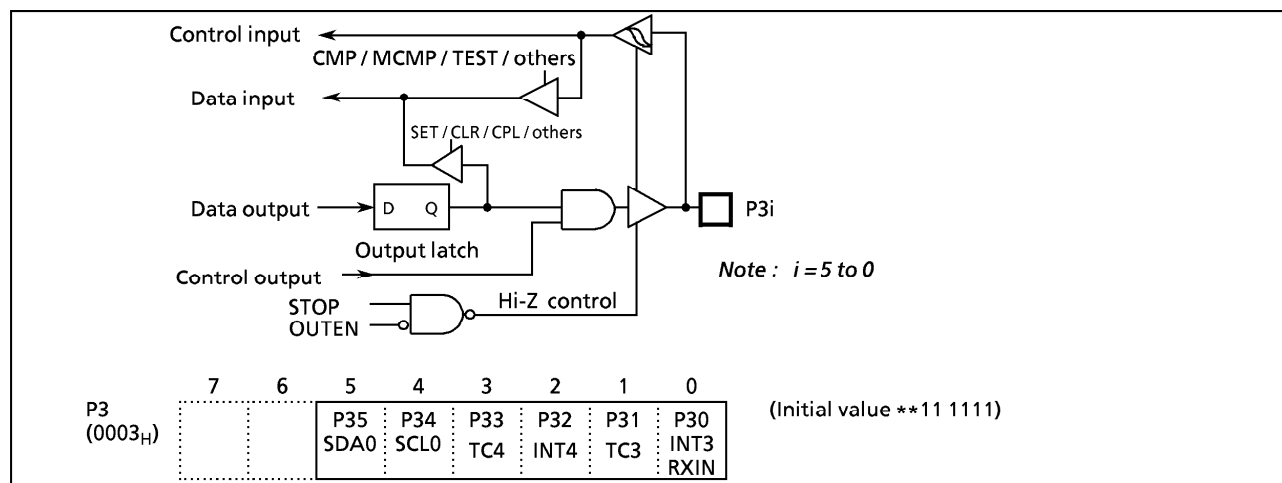 Control input
CMP / MCMP / TEST / others
Data input
SET / CLR / CPL / others
Data output
D Q
P3i
Output latch
Note : i = 5 to 0
Control output
STOP
OUTEN
Hi-Z control
7 6 5 4 3 2 1 0
P3
(0003H)
P35 P34 P33 P32 P31 P30
SDA0 SCL0 TC4 INT4 TC3 INT3
RXIN
(Initial value **11 1111)